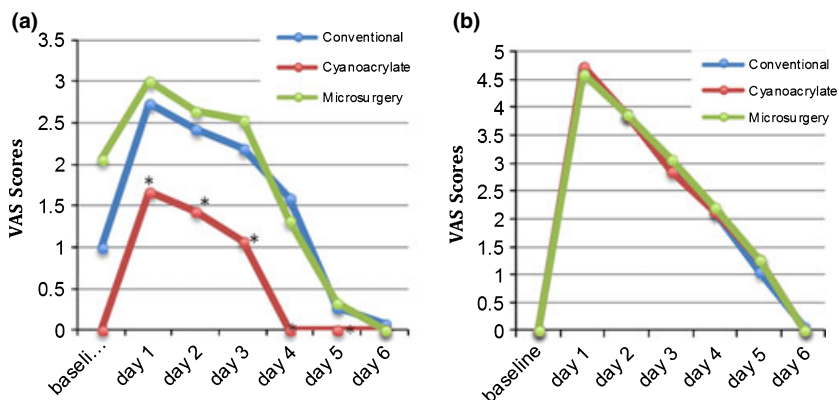 (a)
3.5
3
2.5
2
1.5
1
0.5
0
VAS Scores
Conventional
Cyanoacrylate
Microsurgery
*
*
*
*
*
baseli...
day 1
day 2
day 3
day 4
day 5
day 6
(b)
5
4.5
4
3.5
3
2.5
2
1.5
1
0.5
0
VAS Scores
Conventional
Cyanoacrylate
Microsurgery
baseline
day 1
day 2
day 3
day 4
day 5
day 6